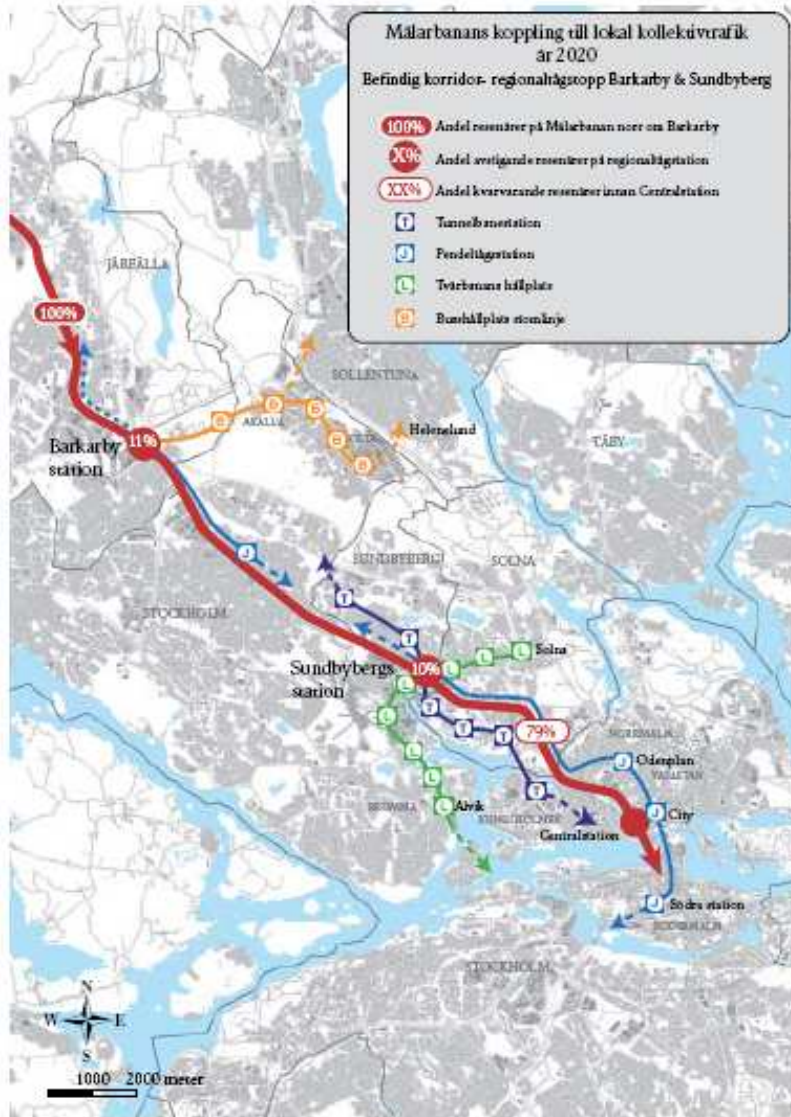 Mälarbanans koppling till lokal kollektivtrafik
år 2020
Befindig korridor- regionaltågstopp Barkarby & Sundbyberg
100% Andel resenärer på Mälarbanan norr om Barkarby
X% Andel avstigande resenärer på regionaltågstation
XX% Andel kvarvarande resenärer innan Centralstation
T Tunnelbanestation
J Pendeltågsstation
L Tvärbanans hållplats
B Busshållplats stomlinje
JÄRFÄLLA
100%
SOLLENTUNA
B
B
B
AKALLA
B
B
Helenelund
TÄBY
11%
Barkarby
station
J
SUNDBYBERG
SOLNA
T
STOCKHOLM
T
Sundbybergs
station
10%
L
L
L
Solna
L
L
T
T
T
79%
NORRMALM
L
J
Odenplan
VASASTAN
L
T
BROMMA
L
Alvik
KUNGSHOLMEN
J
City
Centralstation
J
Södra station
SÖDERMALM
STOCKHOLM
N
W
E
S
1000 2000 meter